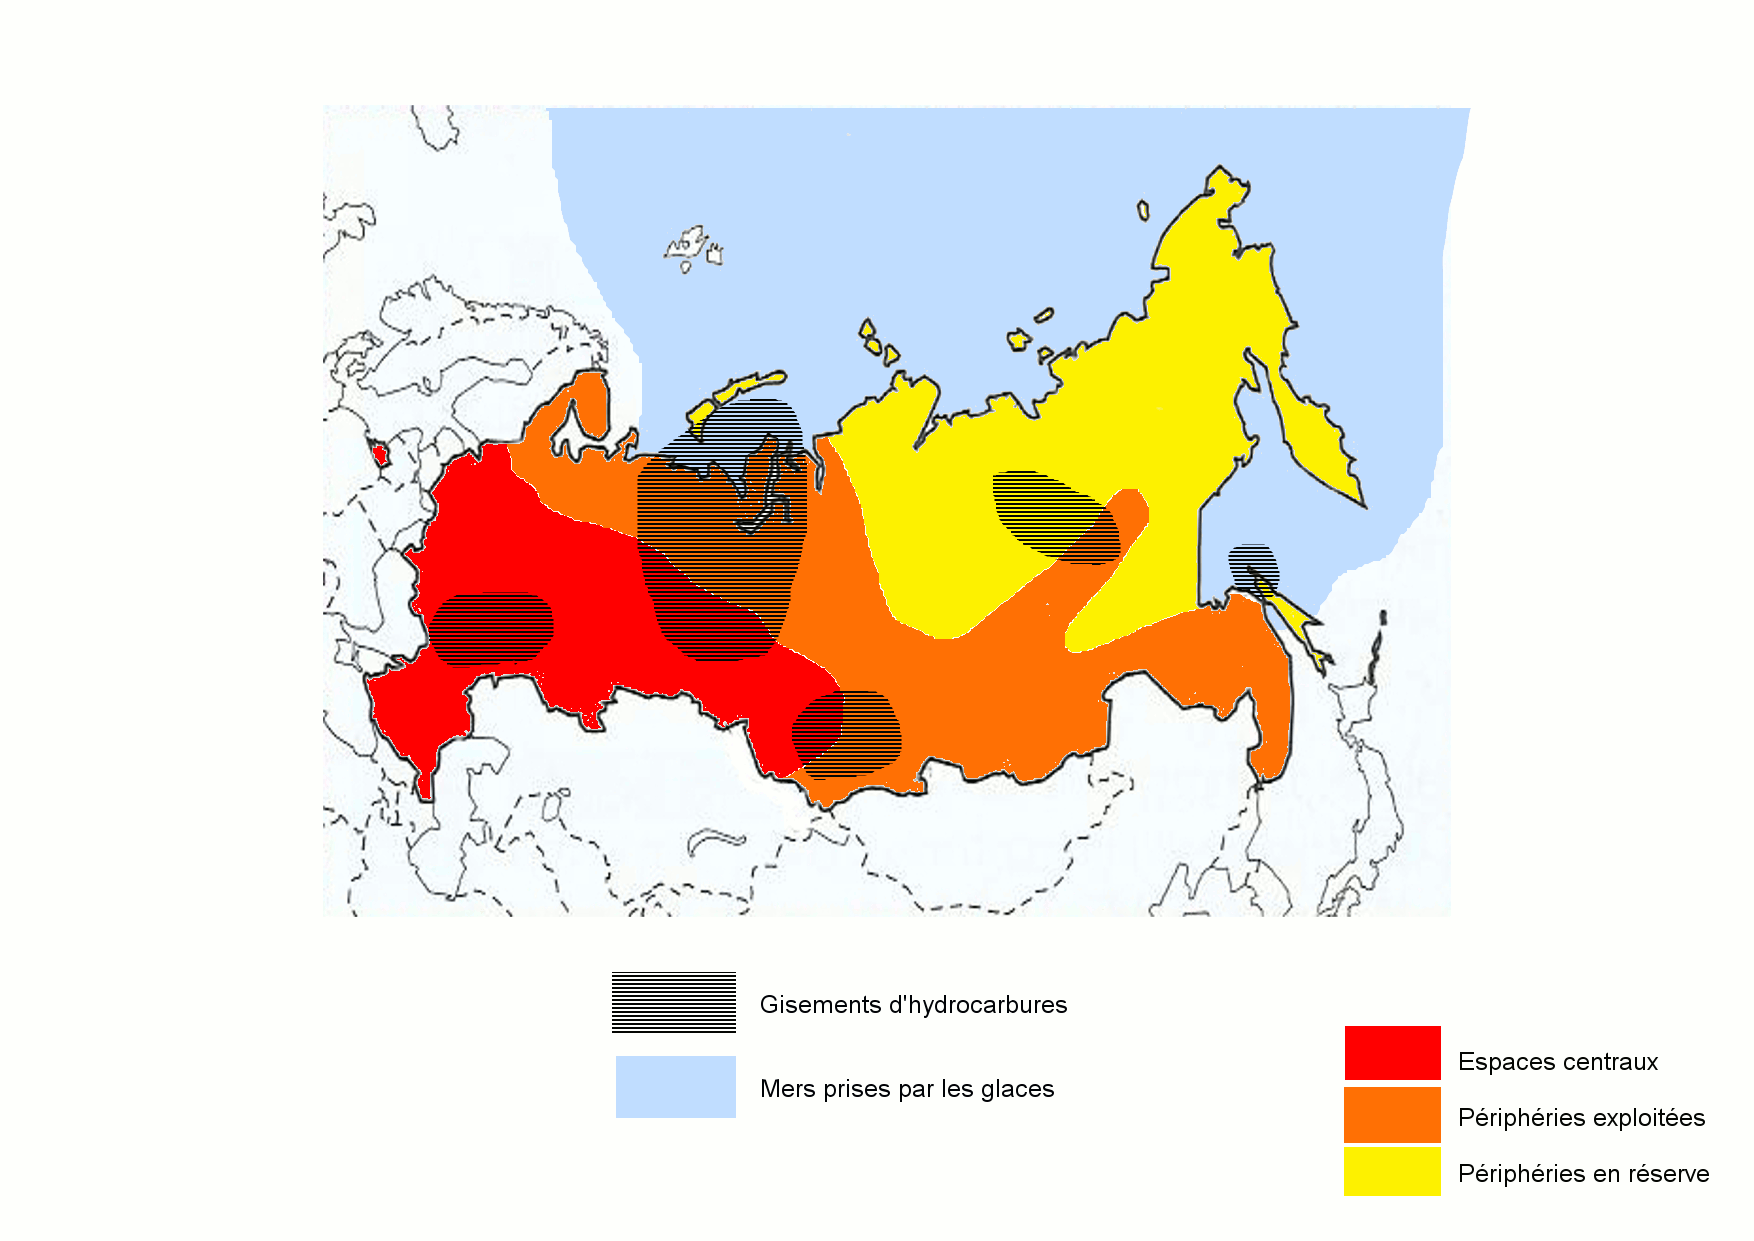 Gisements d'hydrocarbures
Mers prises par les glaces
Espaces centraux
Périphéries exploitées
Périphéries en réserve